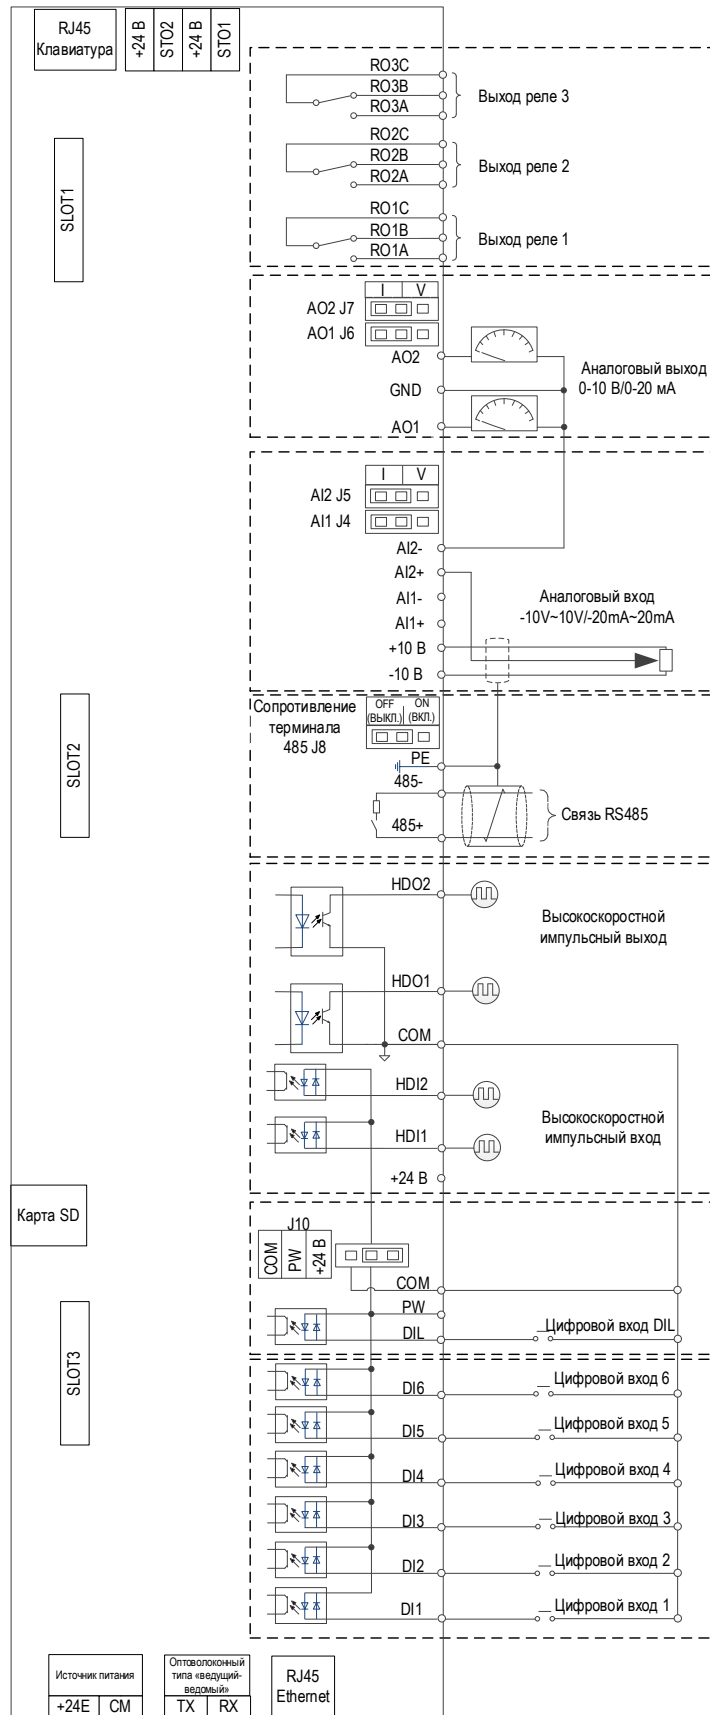 RJ45
Клавиатура
+24 В
STO2
+24 В
STO1
RO3C
RO3B
RO3A
Выход реле 3
RO2C
RO2B
RO2A
Выход реле 2
SLOT1
RO1C
RO1B
RO1A
Выход реле 1
I V
AO2 J7
AO1 J6
AO2
GND
AO1
Аналоговый выход
0-10 В/0-20 мА
I V
AI2 J5
AI1 J4
AI2-
AI2+
AI1-
AI1+
+10 В
-10 В
Аналоговый вход
-10V~10V/-20mA~20mA
Сопротивление
терминала
485 J8
OFF
(ВЫКЛ.)
ON
(ВКЛ.)
SLOT2
PE
485-
485+
Связь RS485
HDO2
Высокоскоростной
импульсный выход
HDO1
COM
HDI2
HDI1
Высокоскоростной
импульсный вход
+24 В
Карта SD
J10
COM
PW
+24 В
COM
PW
DIL
Цифровой вход DIL
SLOT3
DI6
Цифровой вход 6
DI5
Цифровой вход 5
DI4
Цифровой вход 4
DI3
Цифровой вход 3
DI2
Цифровой вход 2
DI1
Цифровой вход 1
Источник питания
+24E CM
Оптоволоконный
типа «ведущий-
ведомый»
TX RX
RJ45
Ethernet